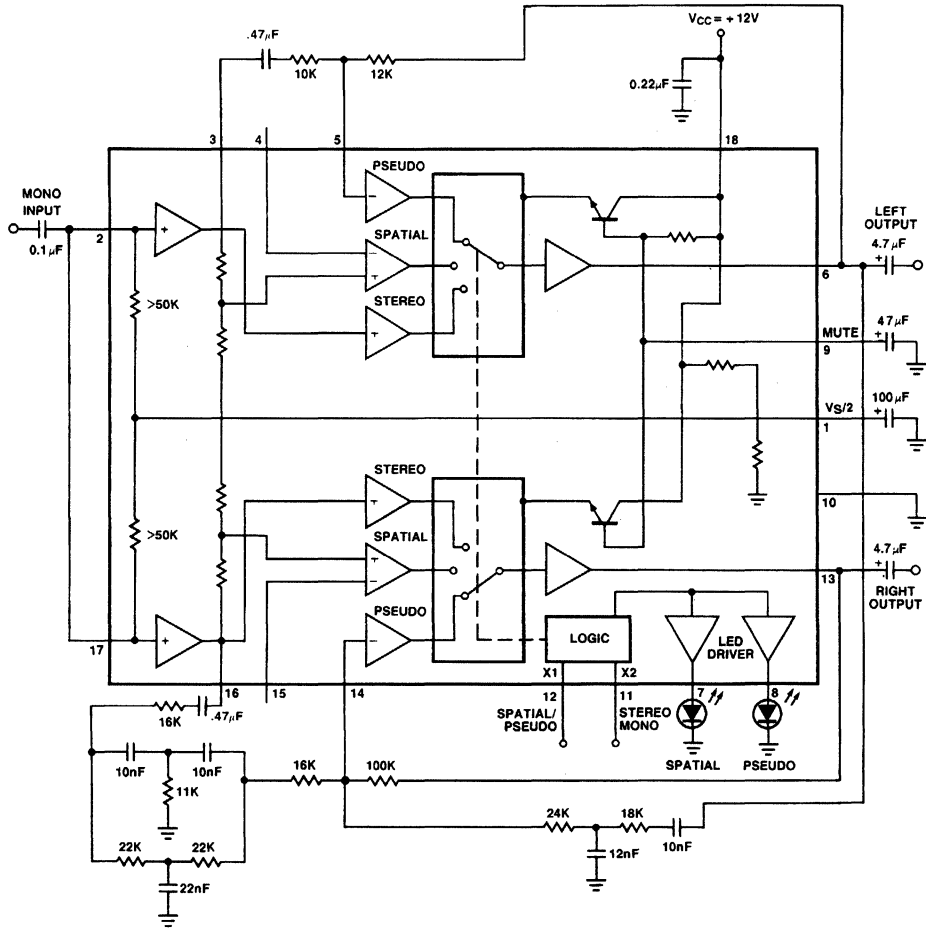 VCC = + 12V
.47µF
10K
12K
0.22µF
3
4
5
18
PSEUDO
MONO
INPUT
0.1µF
2
+
−
SPATIAL
−
+
LEFT
OUTPUT
4.7µF
+
6
>50K
STEREO
+
MUTE
9
47µF
+
VS/2
1
100µF
+
STEREO
+
10
>50K
SPATIAL
+
−
4.7µF
+
13
RIGHT
OUTPUT
PSEUDO
−
17
+
LOGIC
LED
DRIVER
X1
X2
16
15
14
12
11
7
8
16K
.47µF
SPATIAL/
PSEUDO
STEREO
MONO
SPATIAL
PSEUDO
10nF
10nF
11K
16K
100K
24K
18K
12nF
10nF
22K
22K
22nF